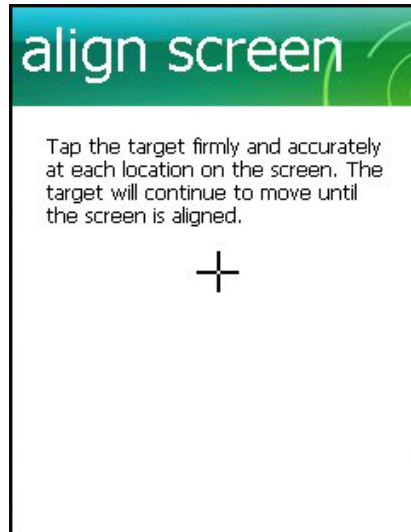 align screen
Tap the target firmly and accurately
at each location on the screen. The
target will continue to move until
the screen is aligned.